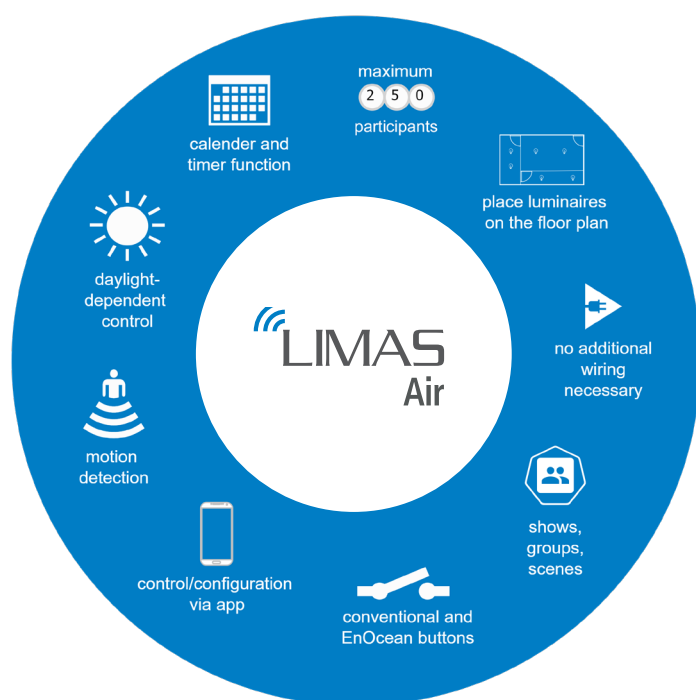 maximum
2 5 0
participants
place luminaires
on the floor plan
no additional
wiring
necessary
shows,
groups,
scenes
conventional and
EnOcean buttons
control/configuration
via app
motion
detection
daylight-
dependent
control
calender and
timer function
LIMAS
Air